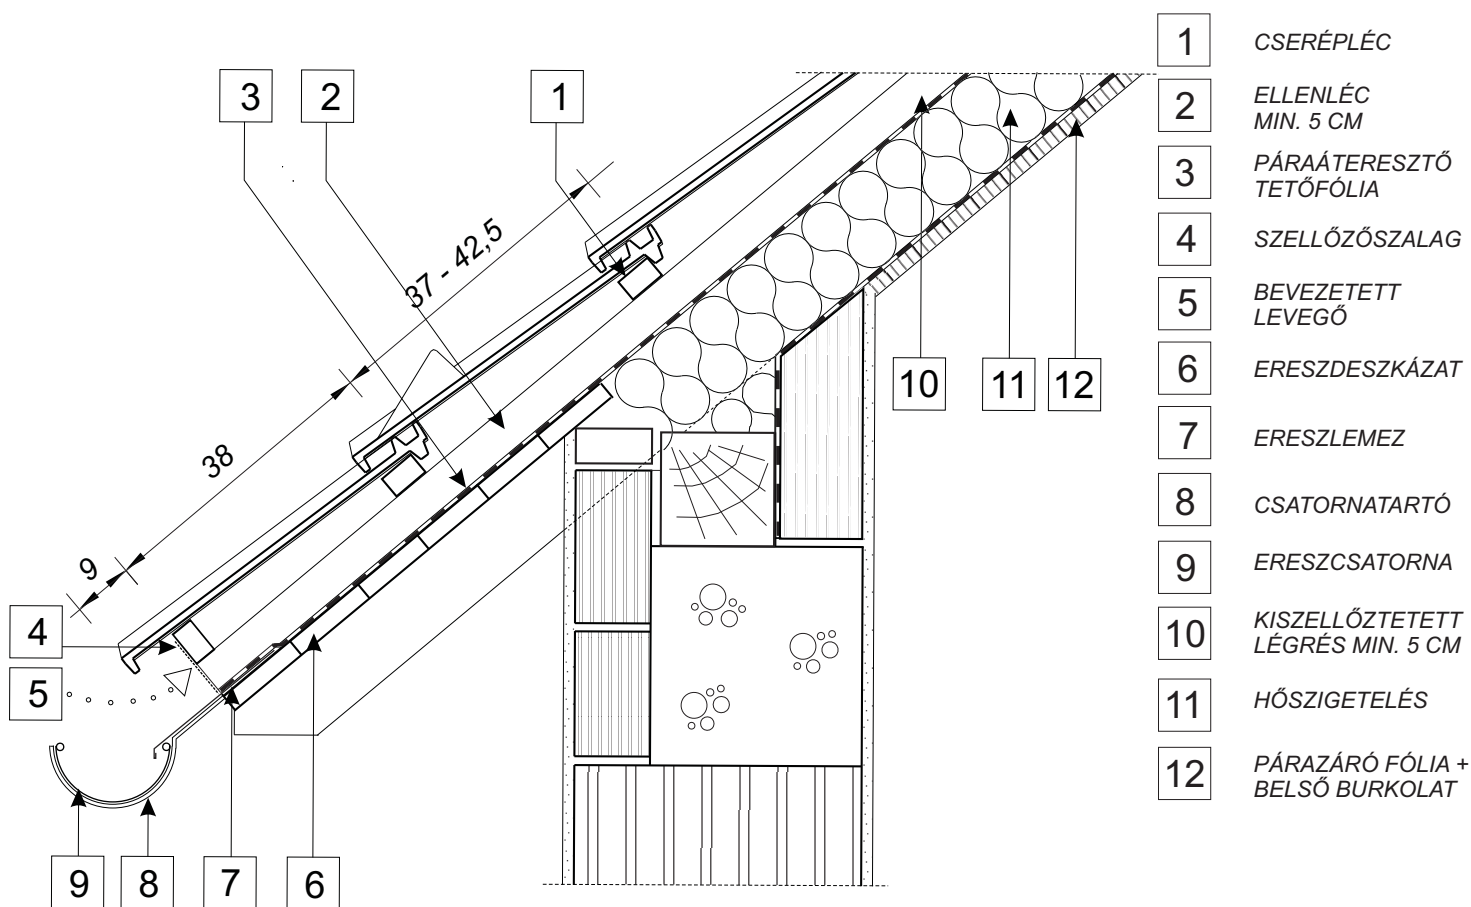 3
2
1
37 - 42,5
38
9
4
5
10
11
12
9
8
7
6
1
CSERÉPLÉC
2
ELLENLÉC
MIN. 5 CM
3
PÁRAÁTERESZTŐ
TETŐFÓLIA
4
SZELLŐZŐSZALAG
5
BEVEZETETT
LEVEGŐ
6
ERESZDESZKÁZAT
7
ERESZLEMEZ
8
CSATORNATARTÓ
9
ERESZCSATORNA
10
KISZELLŐZTETETT
LÉGRÉS MIN. 5 CM
11
HŐSZIGETELÉS
12
PÁRAZÁRÓ FÓLIA +
BELSŐ BURKOLAT